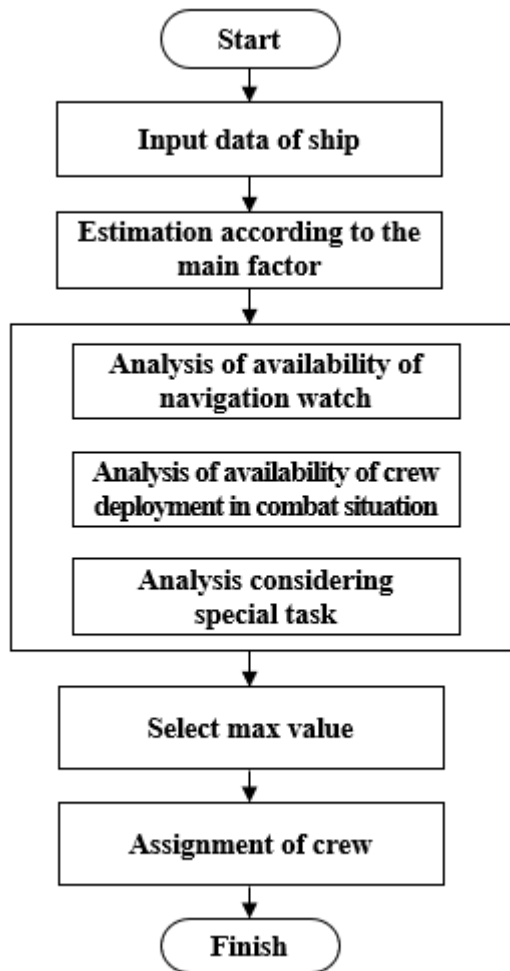 Start
Input data of ship
Estimation according to the
main factor
Analysis of availability of
navigation watch
Analysis of availability of crew
deployment in combat situation
Analysis considering
special task
Select max value
Assignment of crew
Finish